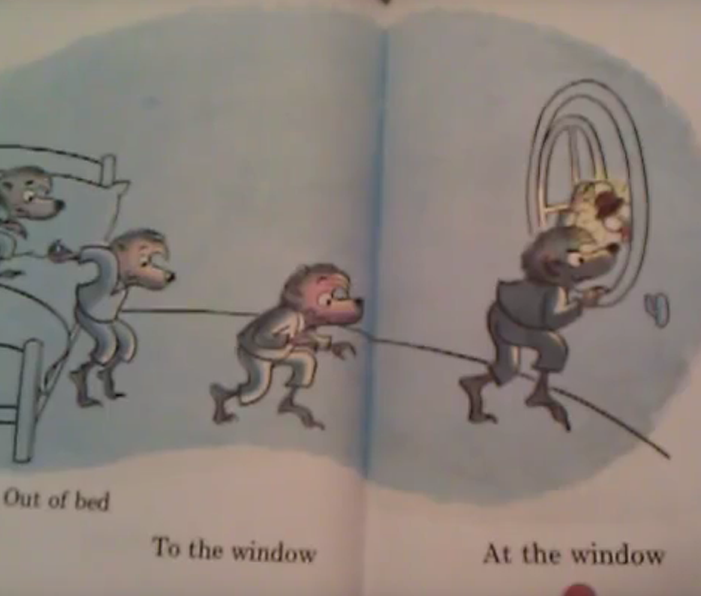 Out of bed
To the window
At the window